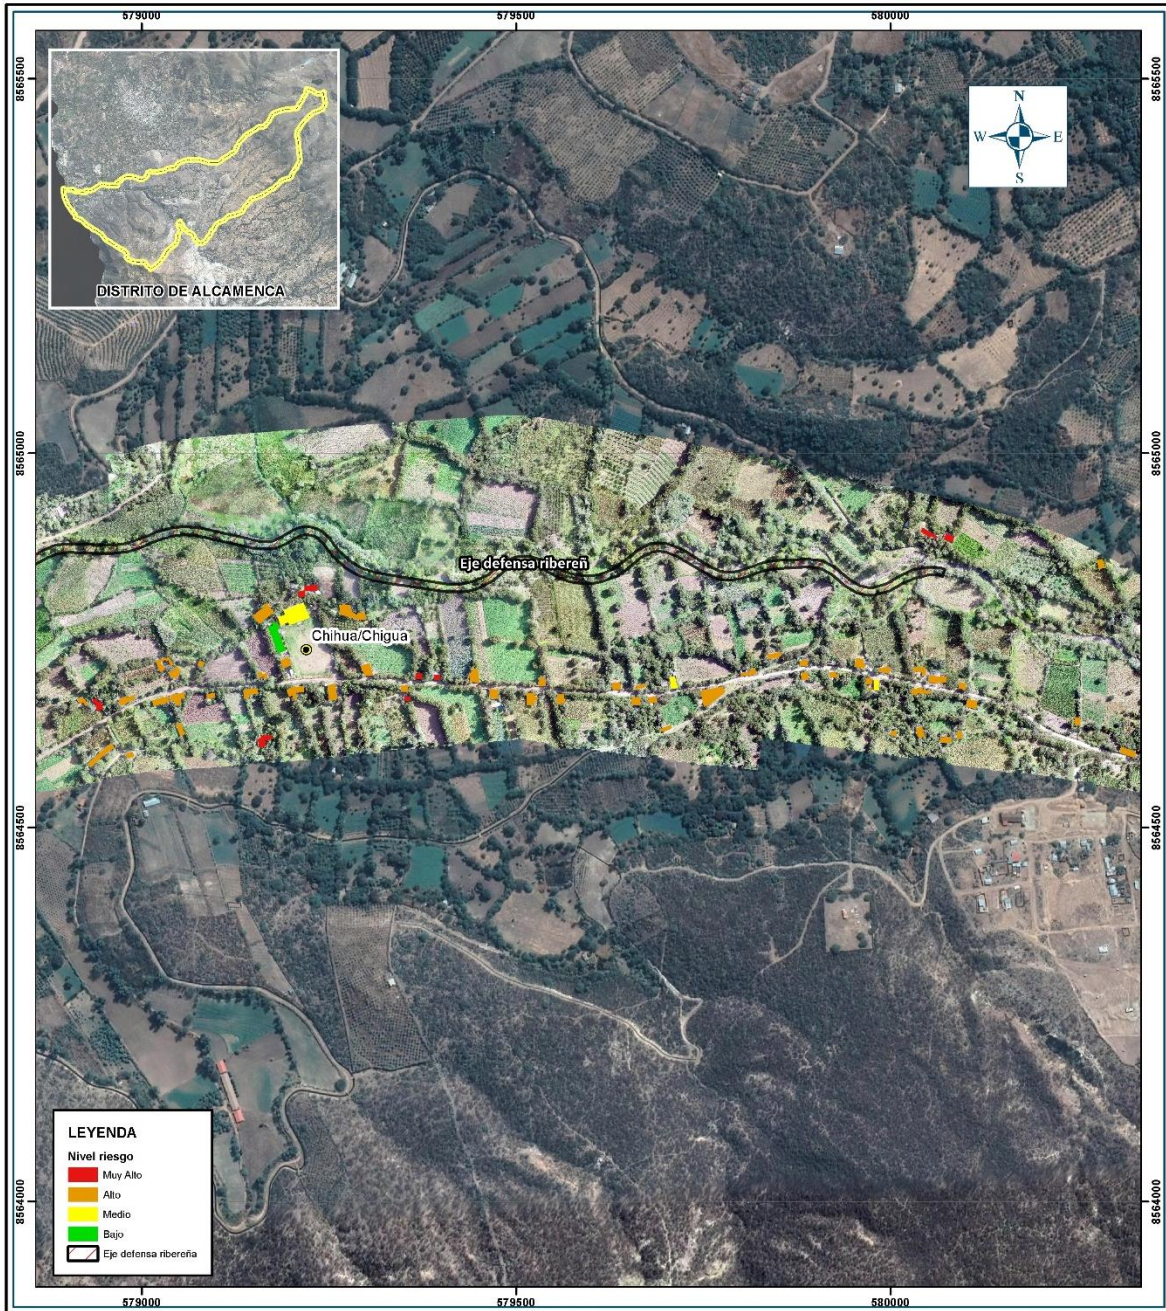 579000
579500
580000
8565500
8565500
N
W
E
S
DISTRITO DE ALCAMENCA
8565000
8565000
Eje defensa ribereñ
Chihua/Chigua
8564500
8564500
LEYENDA
Nivel riesgo
Muy Alto
Alto
Medio
Bajo
Eje defensa ribereña
8564000
8564000
579000
579500
580000